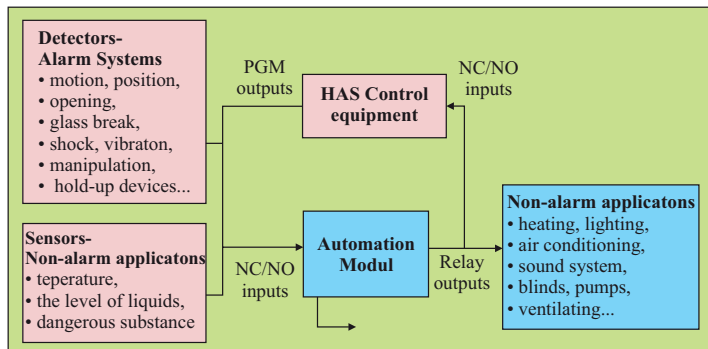 Detectors-
Alarm Systems
• motion, position,
• opening,
• glass break,
• shock, vibraton,
• manipulation,
• hold-up devices...
PGM
outputs
HAS Control
equipment
NC/NO
inputs
Sensors-
Non-alarm applicatons
• teperature,
• the level of liquids,
• dangerous substance
NC/NO
inputs
Automation
Modul
Relay
outputs
Non-alarm applicatons
• heating, lighting,
• air conditioning,
• sound system,
• blinds, pumps,
• ventilating...